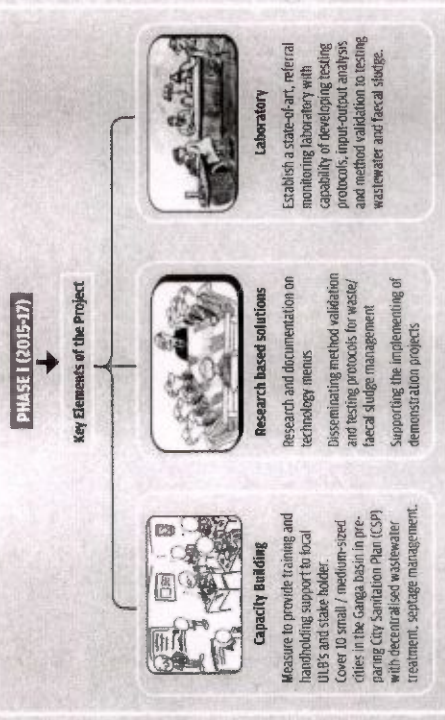 PHASE I (2015-17)
Key Elements of the Project
Capacity Building
Measure to provide training and
handholding support to local
ULB's and stake holder.
Cover 10 small / medium-sized
cities in the Ganga basin in pre-
paring City Sanitation Plan (CSP)
with decentralised wastewater
treatment, septage management.
Research based solutions
Research and documentation on
technology menus
Disseminating method validation
and testing protocols for waste/
faecal sludge management
Supporting the implementing of
demonstration projects
Laboratory
Establish a state-of-art, referral
monitoring laboratory with
capability of developing testing
protocols, input-output analysis
and method validation to testing
wastewater and faecal sludge.